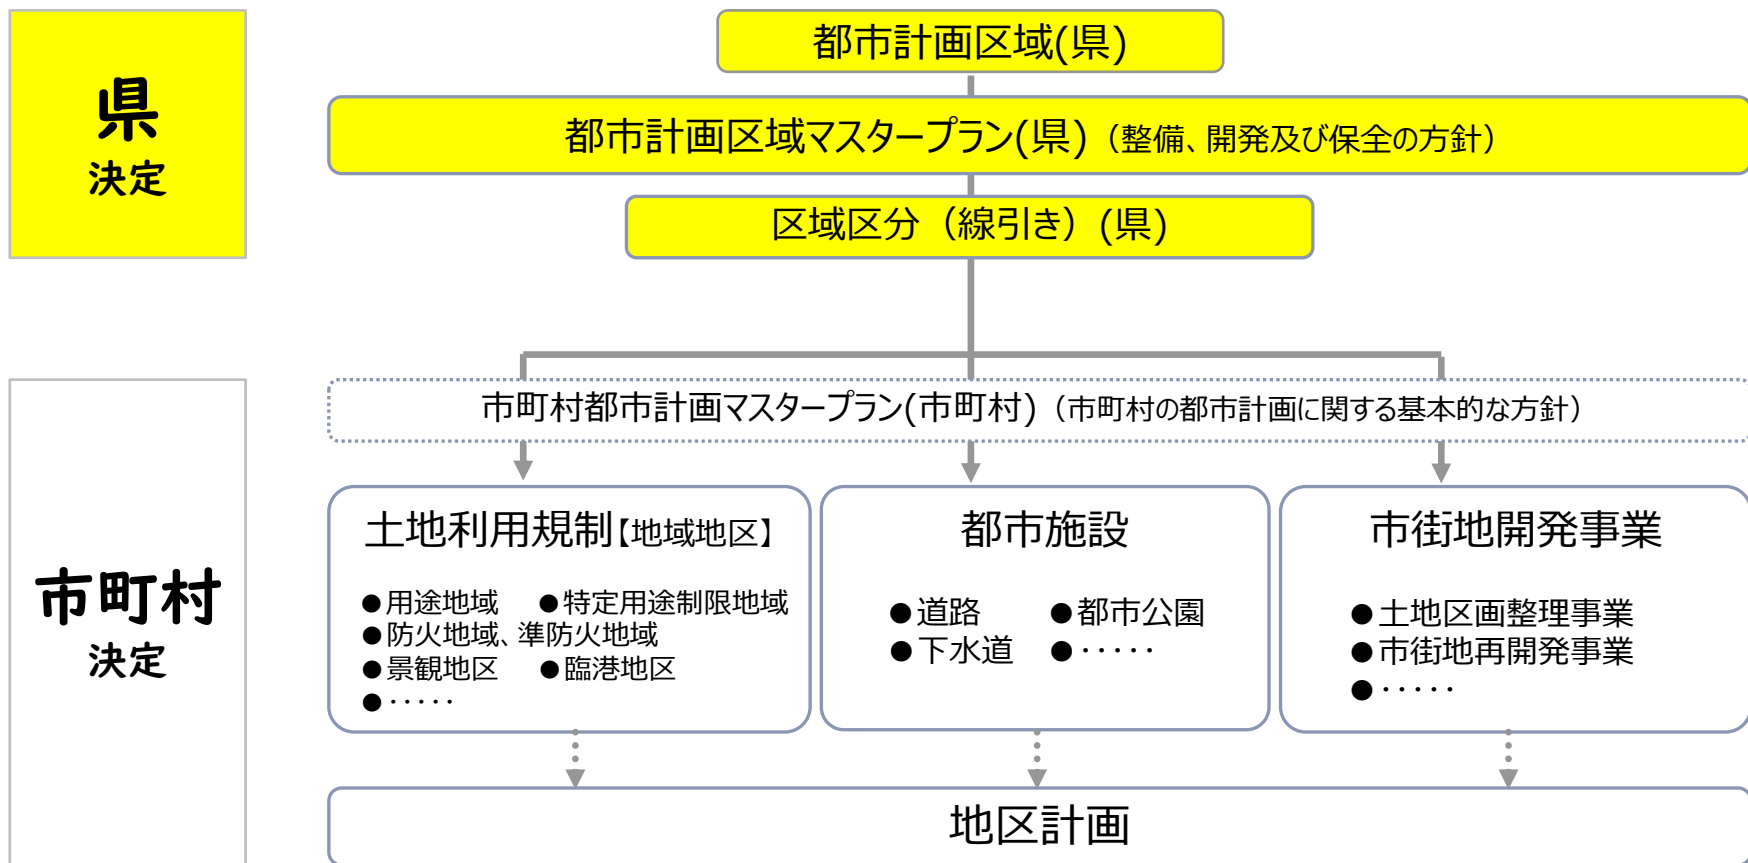 県
決定
都市計画区域(県)
都市計画区域マスタープラン(県)（整備、開発及び保全の方針）
区域区分（線引き）(県)
市町村
決定
市町村都市計画マスタープラン(市町村)（市町村の都市計画に関する基本的な方針）
土地利用規制【地域地区】
●用途地域 ●特定用途制限地域
●防火地域、準防火地域
●景観地区 ●臨港地区
●‥‥‥
都市施設
●道路 ●都市公園
●下水道 ●‥‥‥
市街地開発事業
●土地区画整理事業
●市街地再開発事業
●‥‥‥
地区計画